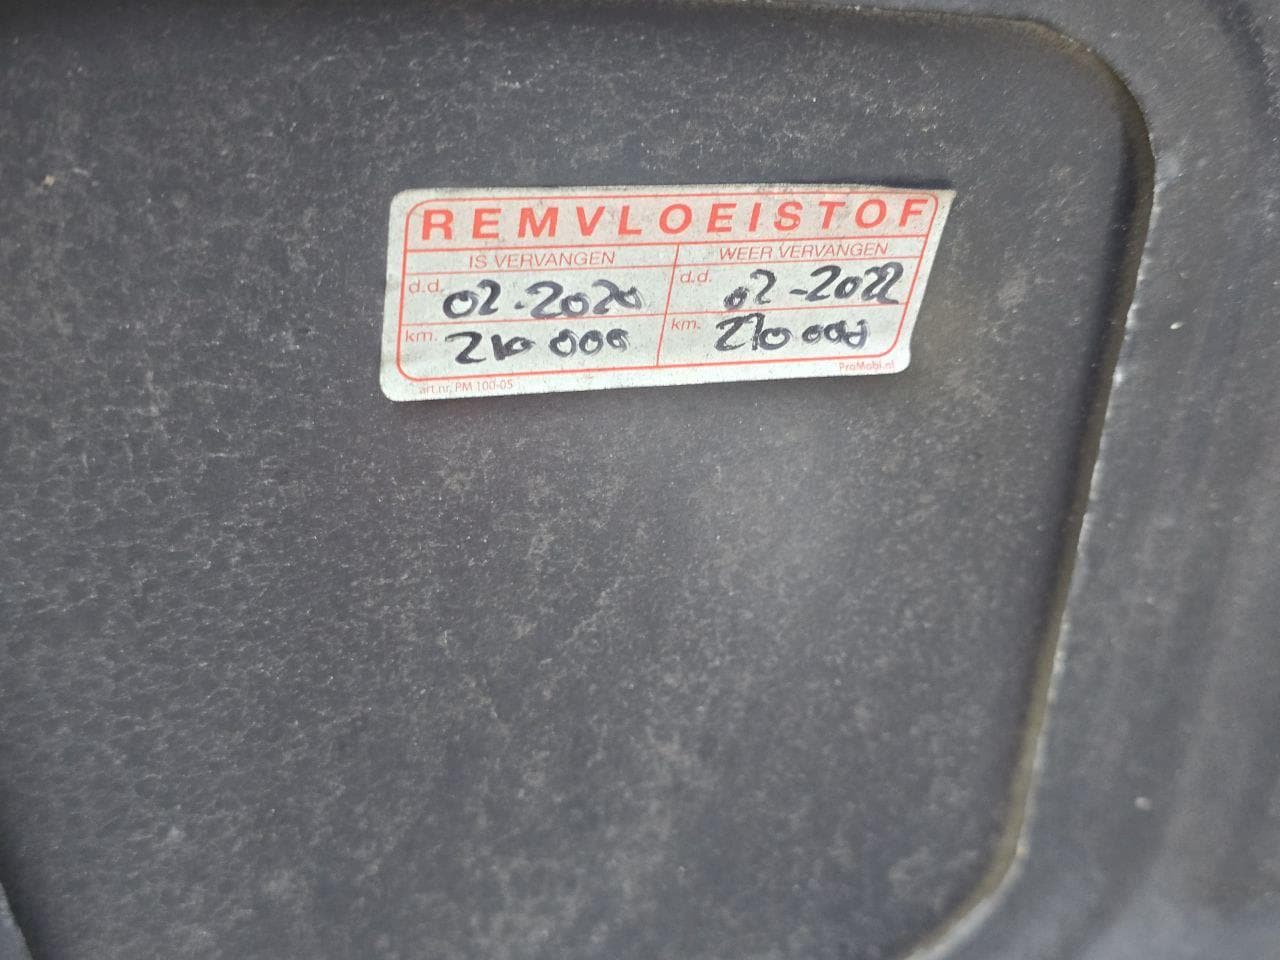 REMVLOEISTOF
IS VERVANGEN WEER VERVANGEN
d.d. 02-2020 d.d. 02-2022
km. 210 000 km. 270 000
art.nr. PM 100-05 ProMobi.nl